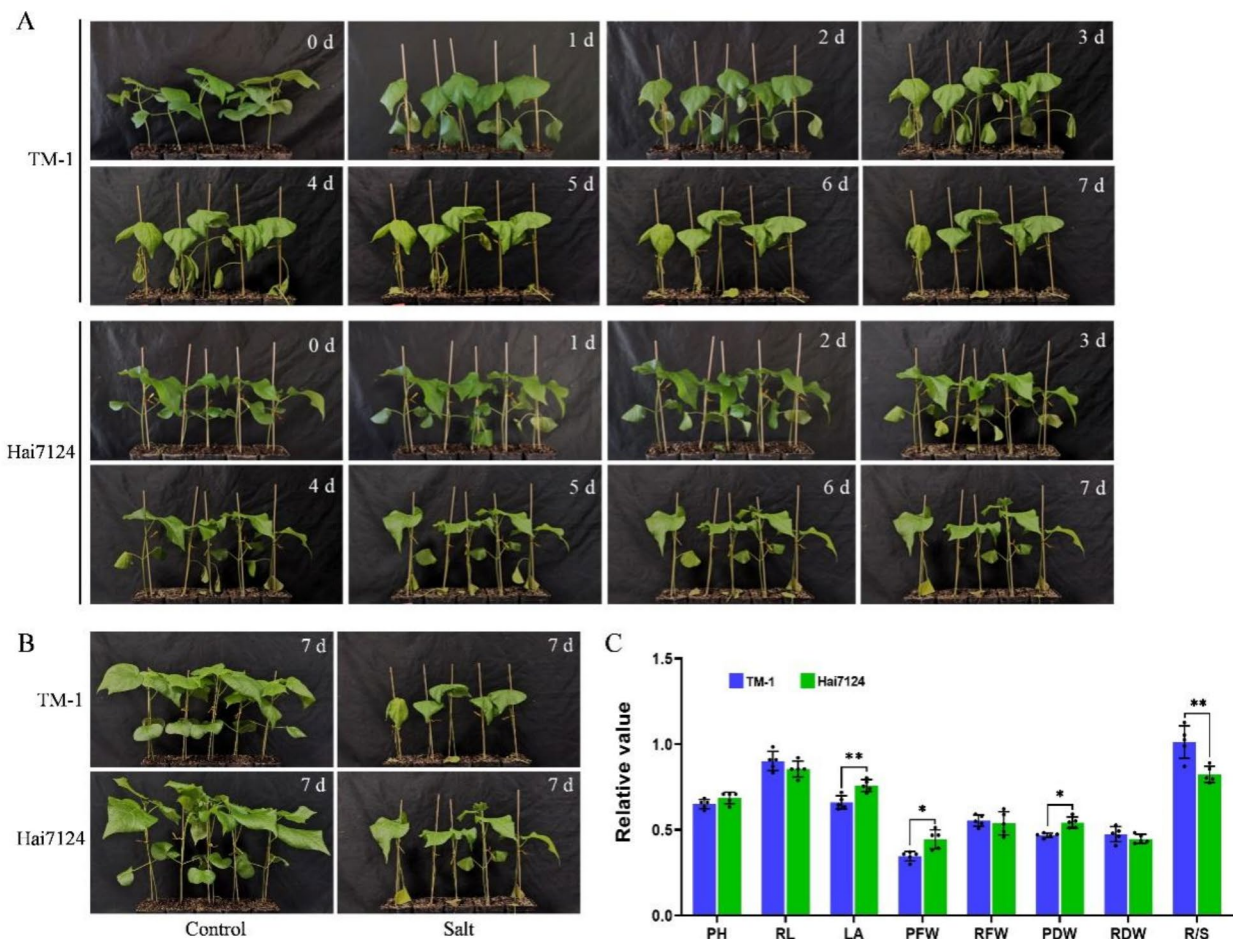 A
0 d
1 d
2 d
3 d
TM-1
4 d
5 d
6 d
7 d
0 d
1 d
2 d
3 d
Hai7124
4 d
5 d
6 d
7 d
B
7 d
7 d
TM-1
7 d
7 d
Hai7124
Control
Salt
C
1.5
TM-1
Hai7124
**
1.0
**
*
*
0.5
0.0
Relative value
PH
RL
LA
PFW
RFW
PDW
RDW
R/S